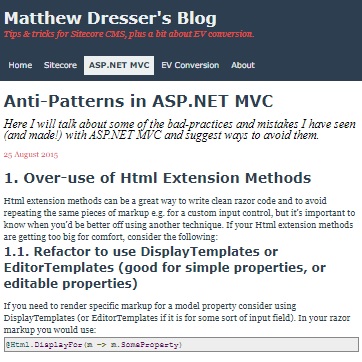 Matthew Dresser's Blog
Tips & tricks for Sitecore CMS, plus a bit about EV conversion.
Home Sitecore ASP.NET MVC EV Conversion About
Anti-Patterns in ASP.NET MVC
Here I will talk about some of the bad-practices and mistakes I have seen
(and made!) with ASP.NET MVC and suggest ways to avoid them.
25 August 2015
1. Over-use of Html Extension Methods
Html extension methods can be a great way to write clean razor code and to avoid
repeating the same pieces of markup e.g. for a custom input control, but it's important to
know when you'd be better off using another technique. If your Html extension methods
are getting too big for comfort, consider the following:
1.1. Refactor to use DisplayTemplates or
EditorTemplates (good for simple properties, or
editable properties)
If you need to render specific markup for a model property consider using
DisplayTemplates (or EditorTemplates if it is for some sort of input field). In your razor
markup you would use:
@Html.DisplayFor(m -> m.SomeProperty)